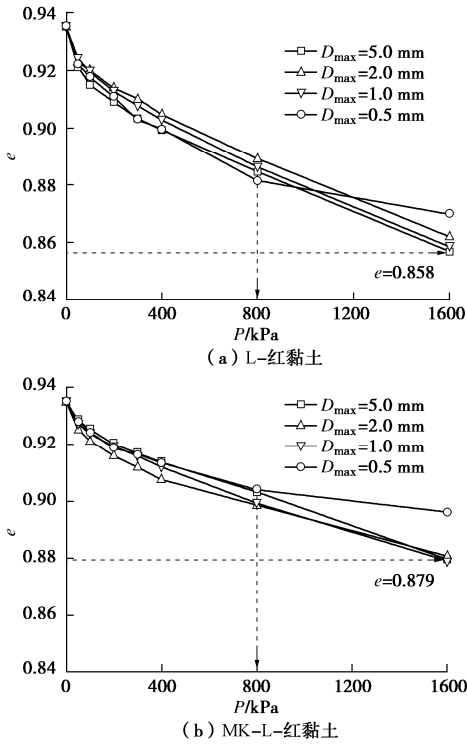 0.94
0.92
0.90
0.88
0.86
0.84
e
Dmax=5.0 mm
Dmax=2.0 mm
Dmax=1.0 mm
Dmax=0.5 mm
e=0.858
0 400 800 1200 1600
P/kPa
（a）L-红黏土
0.94
0.92
0.90
0.88
0.86
0.84
e
Dmax=5.0 mm
Dmax=2.0 mm
Dmax=1.0 mm
Dmax=0.5 mm
e=0.879
0 400 800 1200 1600
P/kPa
（b）MK-L-红黏土